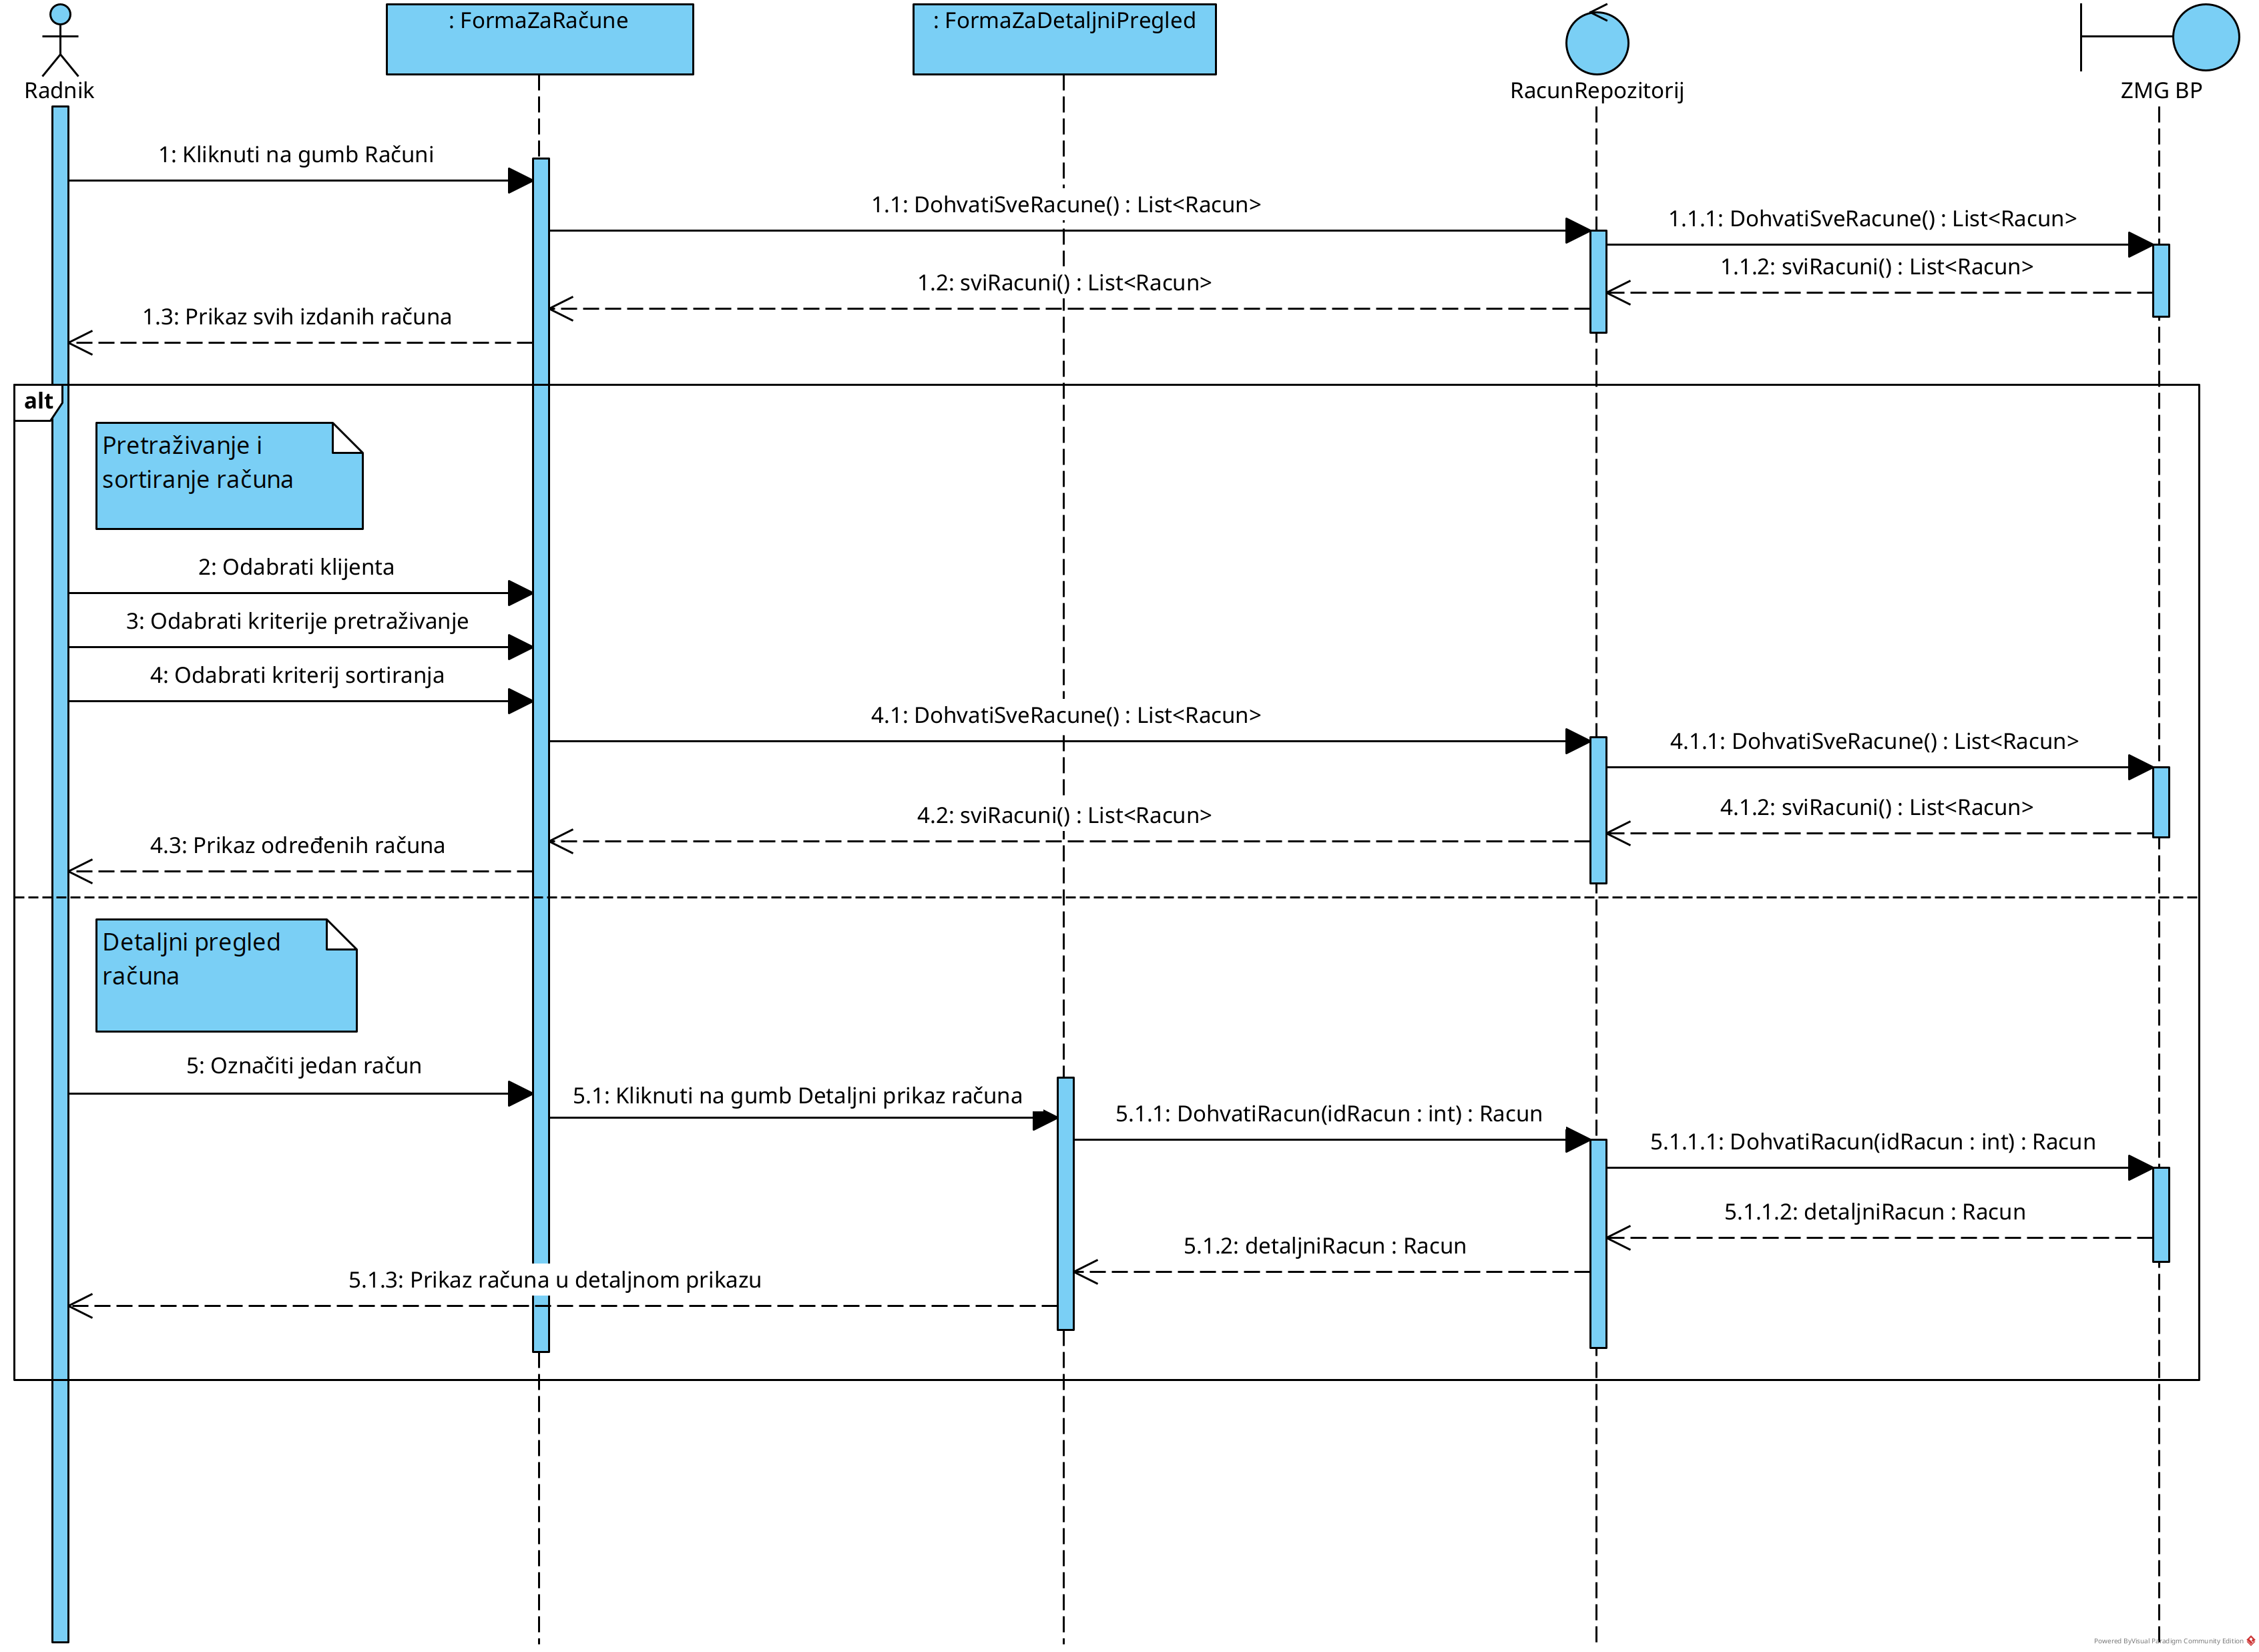 Radnik
: FormaZaRačune
: FormaZaDetaljniPregled
RacunRepozitorij
ZMG BP
1: Kliknuti na gumb Računi
1.1: DohvatiSveRacune() : List<Racun>
1.1.1: DohvatiSveRacune() : List<Racun>
1.1.2: sviRacuni() : List<Racun>
1.2: sviRacuni() : List<Racun>
1.3: Prikaz svih izdanih računa
alt
Pretraživanje i
sortiranje računa
2: Odabrati klijenta
3: Odabrati kriterije pretraživanje
4: Odabrati kriterij sortiranja
4.1: DohvatiSveRacune() : List<Racun>
4.1.1: DohvatiSveRacune() : List<Racun>
4.1.2: sviRacuni() : List<Racun>
4.2: sviRacuni() : List<Racun>
4.3: Prikaz određenih računa
Detaljni pregled
računa
5: Označiti jedan račun
5.1: Kliknuti na gumb Detaljni prikaz računa
5.1.1: DohvatiRacun(idRacun : int) : Racun
5.1.1.1: DohvatiRacun(idRacun : int) : Racun
5.1.1.2: detaljniRacun : Racun
5.1.2: detaljniRacun : Racun
5.1.3: Prikaz računa u detaljnom prikazu
Powered ByVisual Paradigm Community Edition